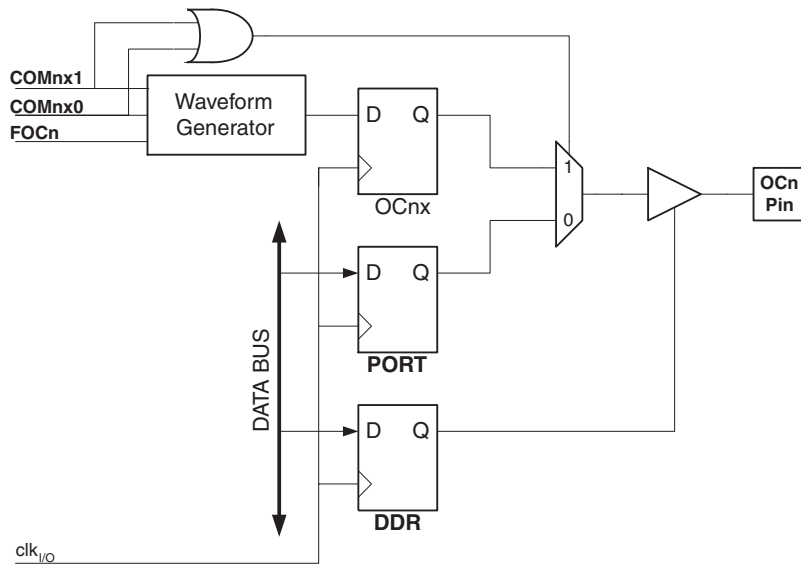 COMnx1
COMnx0
FOCn
Waveform
Generator
D Q
OCnx
1
0
OCn
Pin
D Q
PORT
DATA BUS
D Q
DDR
clkI/O